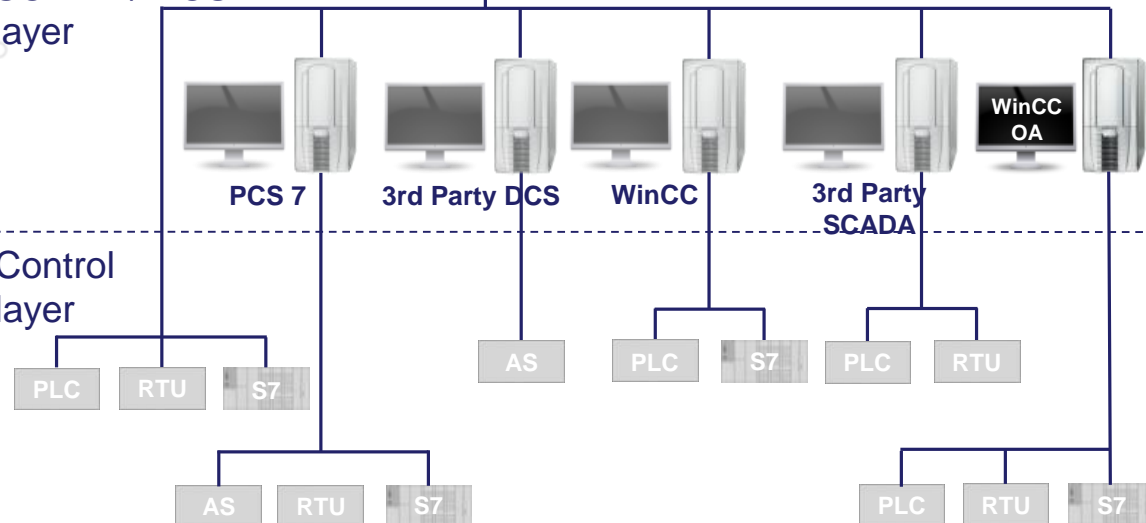 ayer
WinCC
OA
PCS 7
3rd Party DCS
WinCC
3rd Party
SCADA
Control
layer
PLC
RTU
S7
AS
PLC
S7
PLC
RTU
AS
RTU
S7
PLC
RTU
S7